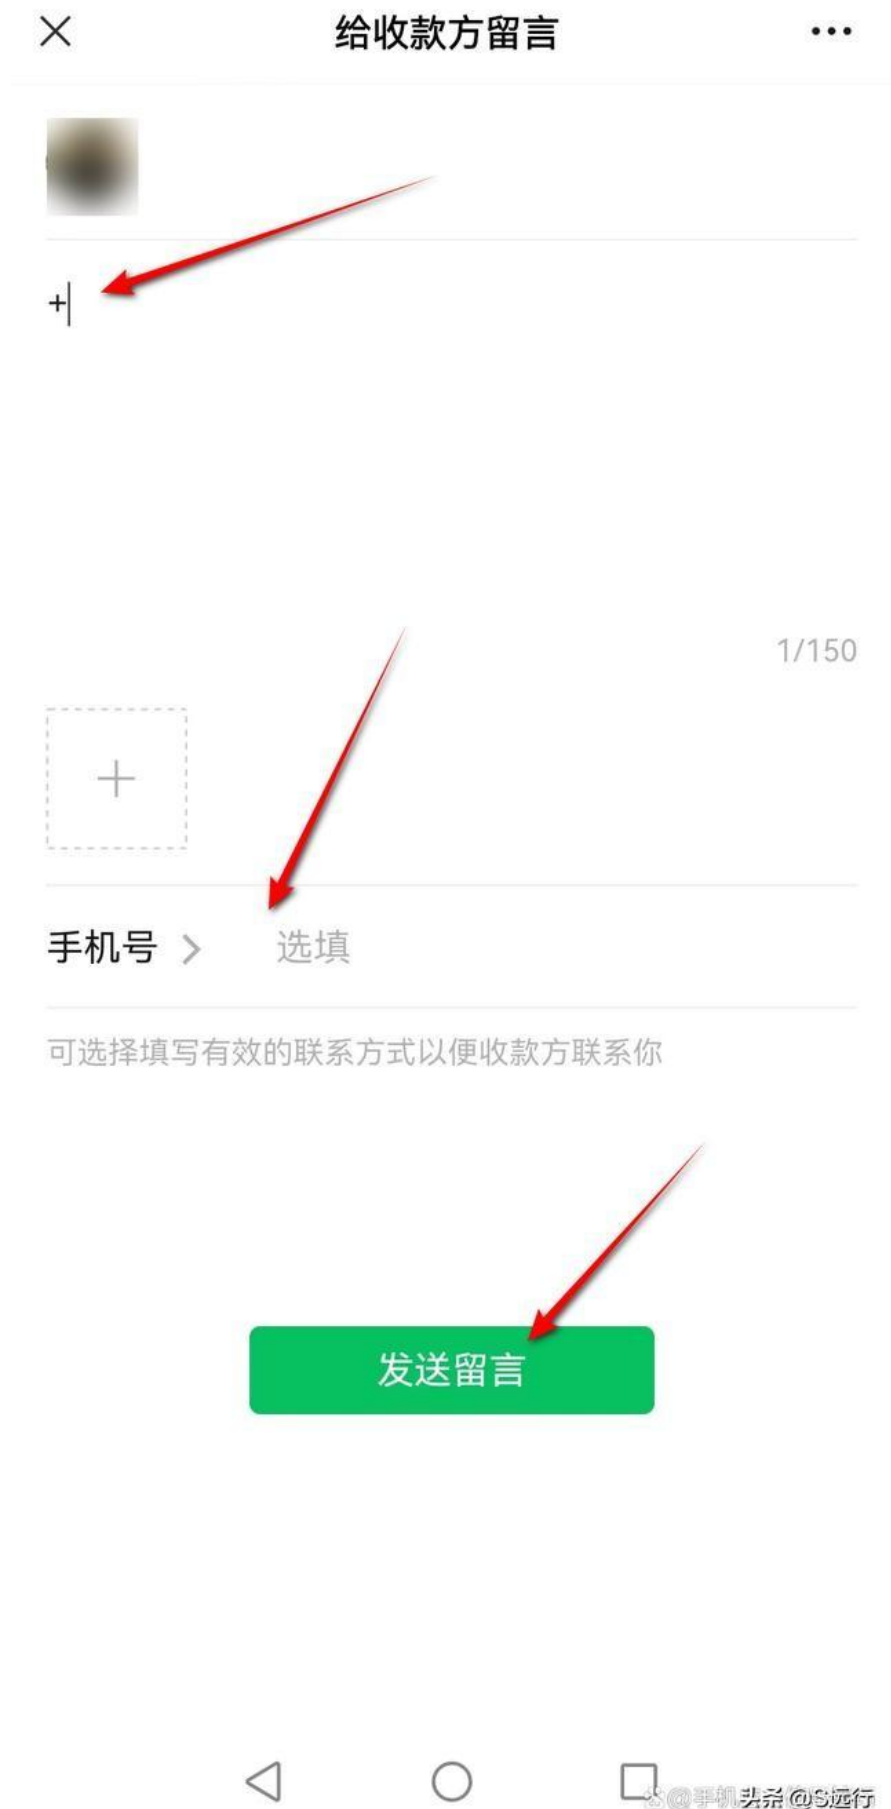 给收款方留言
+
1/150
手机号 选填
可选择填写有效的联系方式以便收款方联系你
发送留言
头条 @S远行